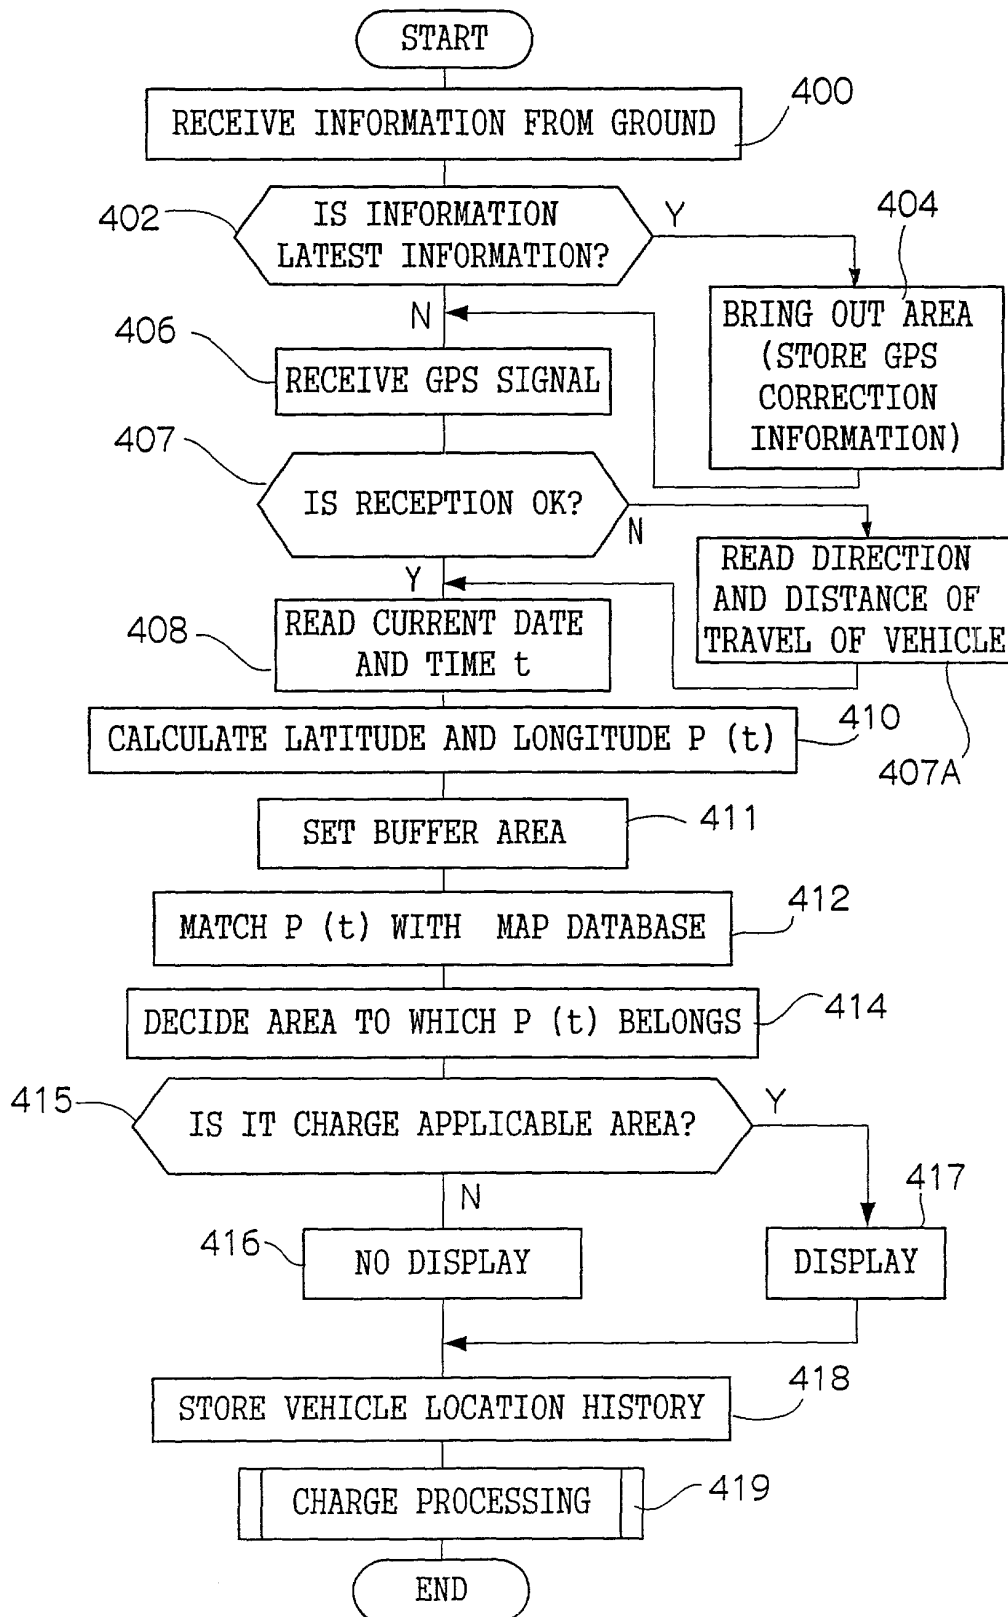 START
RECEIVE INFORMATION FROM GROUND
400
402
IS INFORMATION
LATEST INFORMATION?
Y
404
N
BRING OUT AREA
(STORE GPS
CORRECTION
INFORMATION)
406
RECEIVE GPS SIGNAL
407
IS RECEPTION OK?
N
Y
READ DIRECTION
AND DISTANCE OF
TRAVEL OF VEHICLE
407A
408
READ CURRENT DATE
AND TIME t
CALCULATE LATITUDE AND LONGITUDE P (t)
410
SET BUFFER AREA
411
MATCH P (t) WITH MAP DATABASE
412
DECIDE AREA TO WHICH P (t) BELONGS
414
415
IS IT CHARGE APPLICABLE AREA?
Y
N
416
NO DISPLAY
417
DISPLAY
STORE VEHICLE LOCATION HISTORY
418
CHARGE PROCESSING
419
END